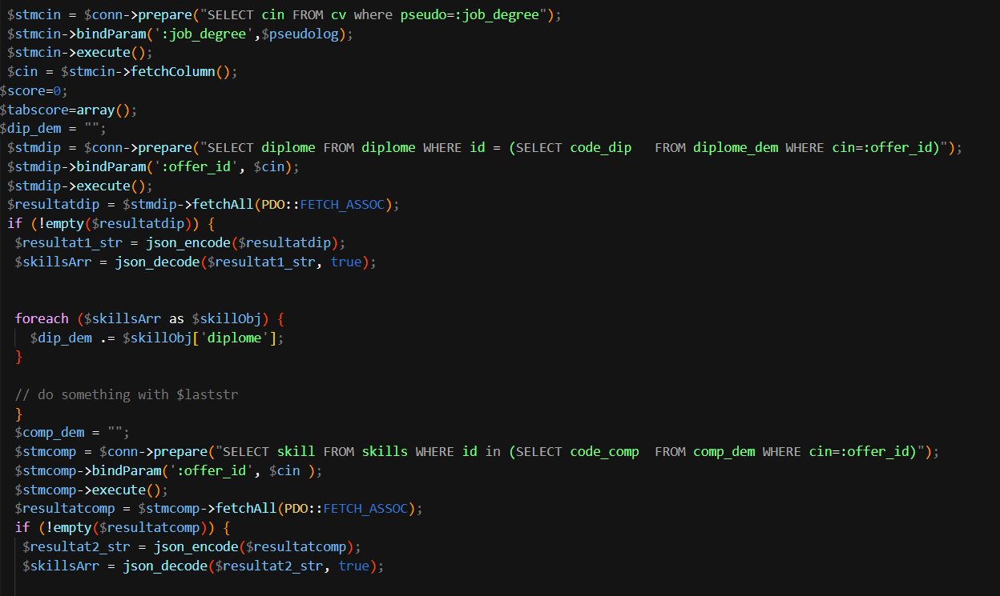 $stmcin = $conn->prepare("SELECT cin FROM cv where pseudo=:job_degree");
$stmcin->bindParam(':job_degree',$pseudolog);
$stmcin->execute();
$cin = $stmcin->fetchColumn();
$score=0;
$tabscore=array();
$dip_dem = "";
$stmdip = $conn->prepare("SELECT diplome FROM diplome WHERE id = (SELECT code_dip   FROM diplome_dem WHERE cin=:offer_id)");
$stmdip->bindParam(':offer_id', $cin);
$stmdip->execute();
$resultatdip = $stmdip->fetchAll(PDO::FETCH_ASSOC);
if (!empty($resultatdip)) {
$resultat1_str = json_encode($resultatdip);
$skillsArr = json_decode($resultat1_str, true);
foreach ($skillsArr as $skillObj) {
$dip_dem .= $skillObj['diplome'];
}
// do something with $laststr
}
$comp_dem = "";
$stmcomp = $conn->prepare("SELECT skill FROM skills WHERE id in (SELECT code_comp  FROM comp_dem WHERE cin=:offer_id)");
$stmcomp->bindParam(':offer_id', $cin );
$stmcomp->execute();
$resultatcomp = $stmcomp->fetchAll(PDO::FETCH_ASSOC);
if (!empty($resultatcomp)) {
$resultat2_str = json_encode($resultatcomp);
$skillsArr = json_decode($resultat2_str, true);